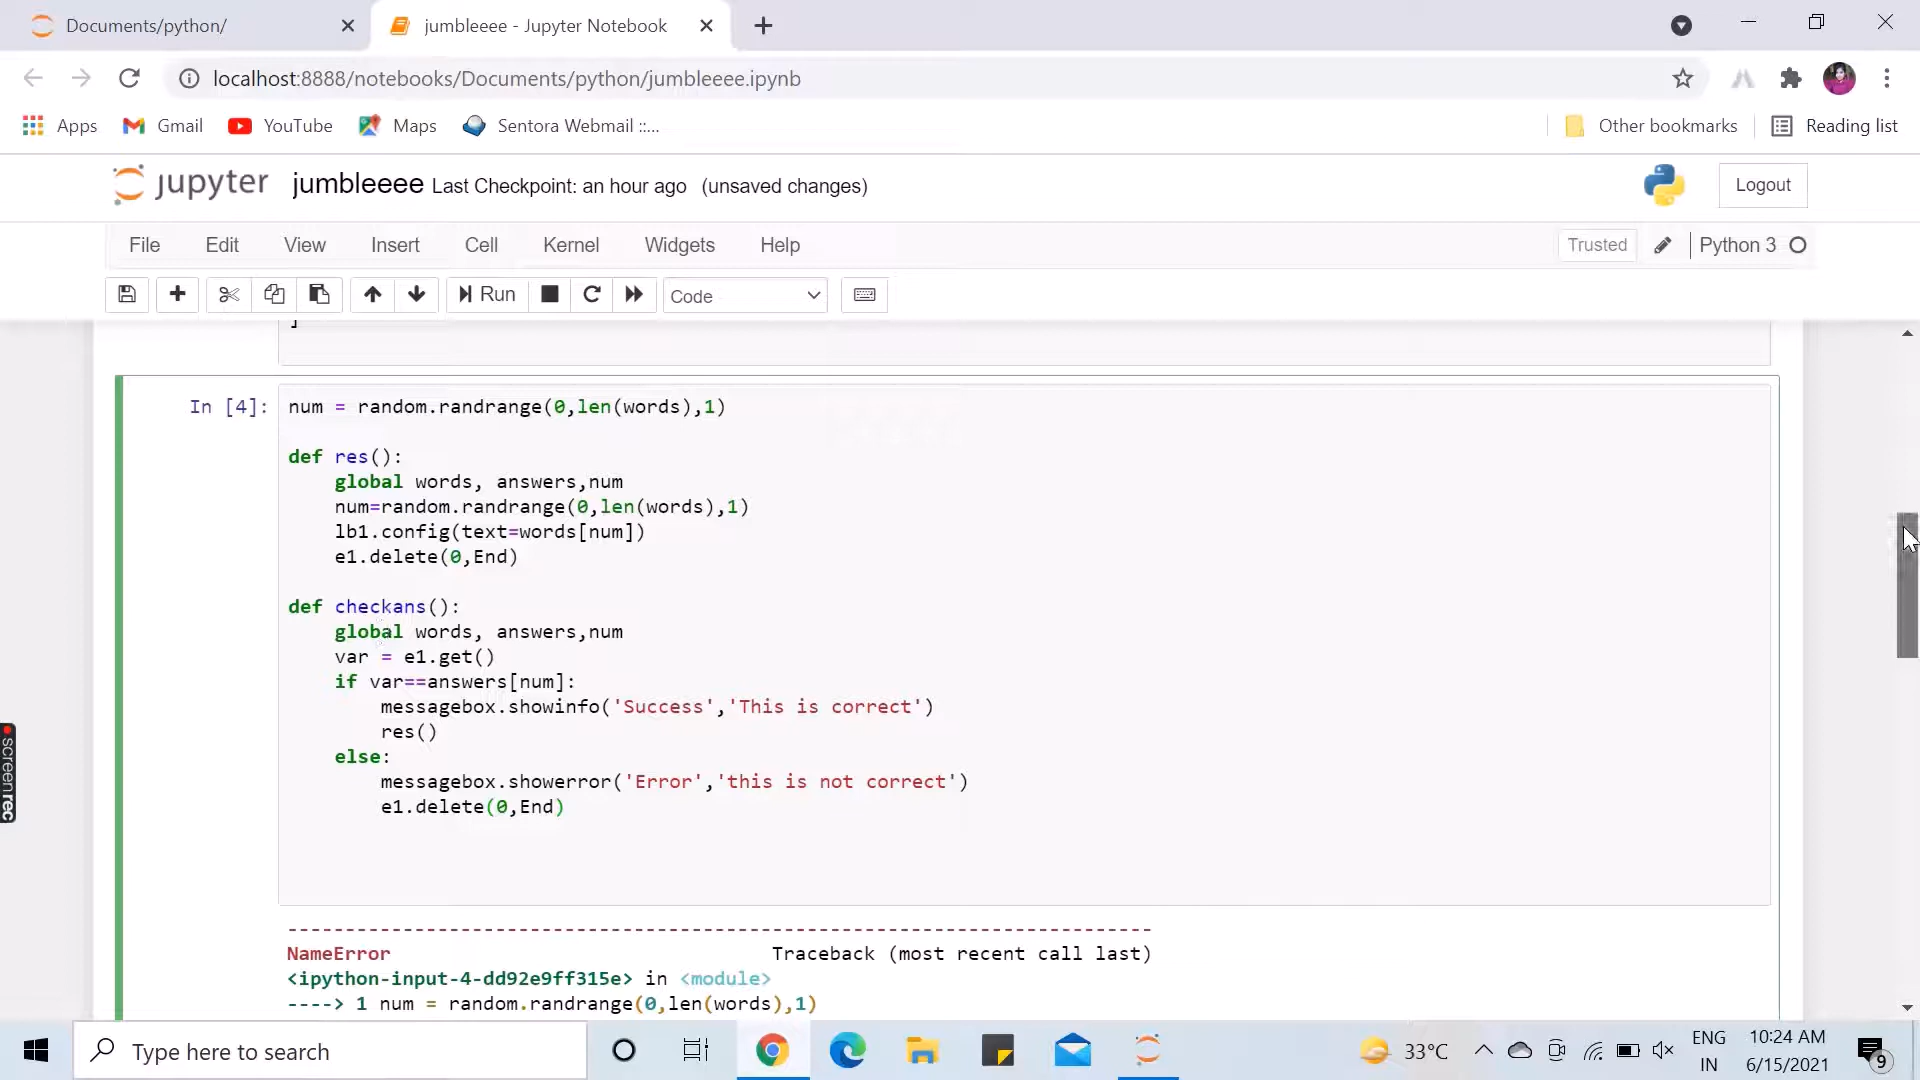 Documents/python/
jumbleeee - Jupyter Notebook
localhost:8888/notebooks/Documents/python/jumbleeee.ipynb
Apps Gmail YouTube Maps Sentora Webmail ::... Other bookmarks Reading list
jupyter jumbleeee Last Checkpoint: an hour ago (unsaved changes) Logout
File Edit View Insert Cell Kernel Widgets Help Trusted Python 3
Run Code
]
In [4]: num = random.randrange(0,len(words),1)
def res():
    global words, answers,num
    num=random.randrange(0,len(words),1)
    lb1.config(text=words[num])
    e1.delete(0,End)
def checkans():
    global words, answers,num
    var = e1.get()
    if var==answers[num]:
        messagebox.showinfo('Success','This is correct')
        res()
    else:
        messagebox.showerror('Error','this is not correct')
        e1.delete(0,End)
---------------------------------------------------------------------------
NameError Traceback (most recent call last)
<ipython-input-4-dd92e9ff315e> in <module>
----> 1 num = random.randrange(0,len(words),1)
screenrec
Type here to search
33°C
ENG
IN
10:24 AM
6/15/2021
9